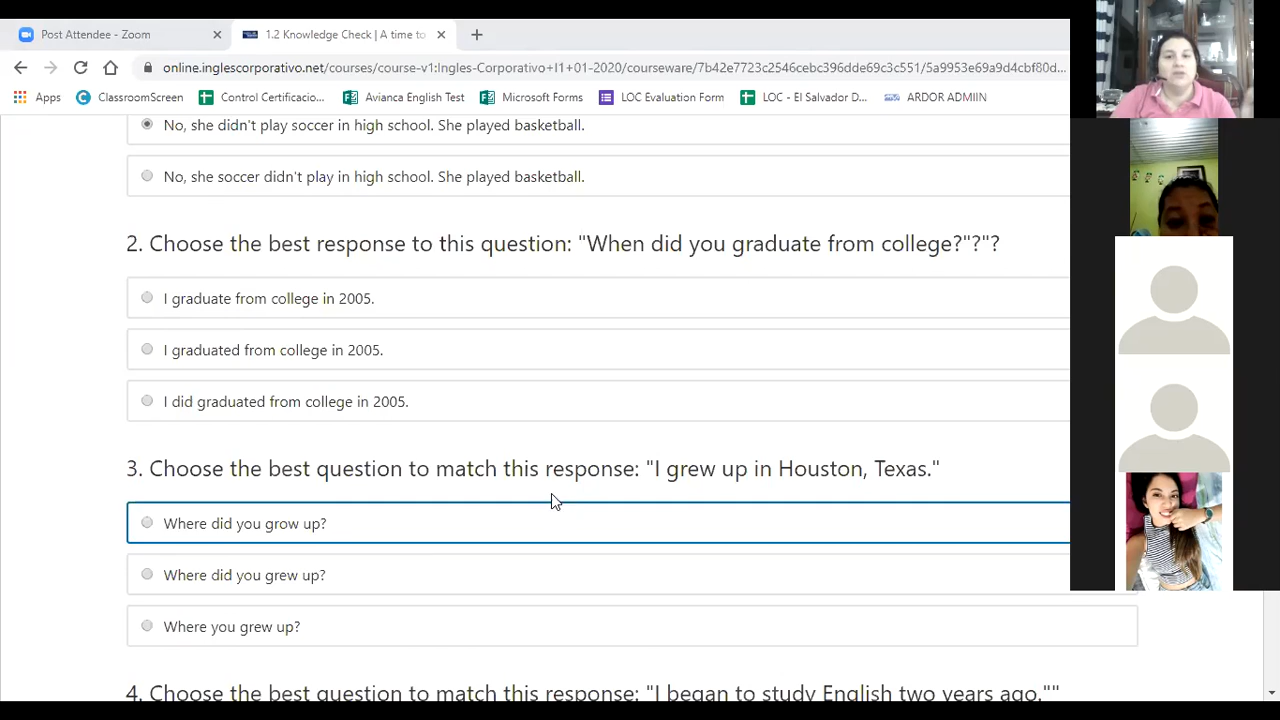 Post Attendee - Zoom
1.2 Knowledge Check | A time to
online.inglescorporativo.net/courses/course-v1:Ingles-Corporativo+I1+01-2020/courseware/7b42e7723c2546ceb396dde69c3c5f1f/5a9953e69a9d4cbf80d...
Apps
ClassroomScreen
Control Certificacio...
Avianca English Test
Microsoft Forms
LOC Evaluation Form
LOC - El Salvador D...
ARDOR ADMIIN
No, she didn't play soccer in high school. She played basketball.
No, she soccer didn't play in high school. She played basketball.
2. Choose the best response to this question: "When did you graduate from college?"?"?
I graduate from college in 2005.
I graduated from college in 2005.
I did graduated from college in 2005.
3. Choose the best question to match this response: "I grew up in Houston, Texas."
Where did you grow up?
Where did you grew up?
Where you grew up?
4. Choose the best question to match this response: "I began to study English two years ago.""